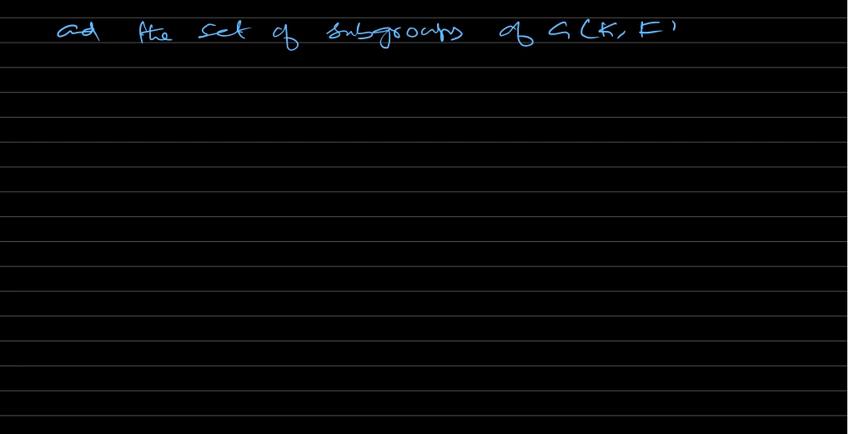 and the set of subgroups of G(K, F)